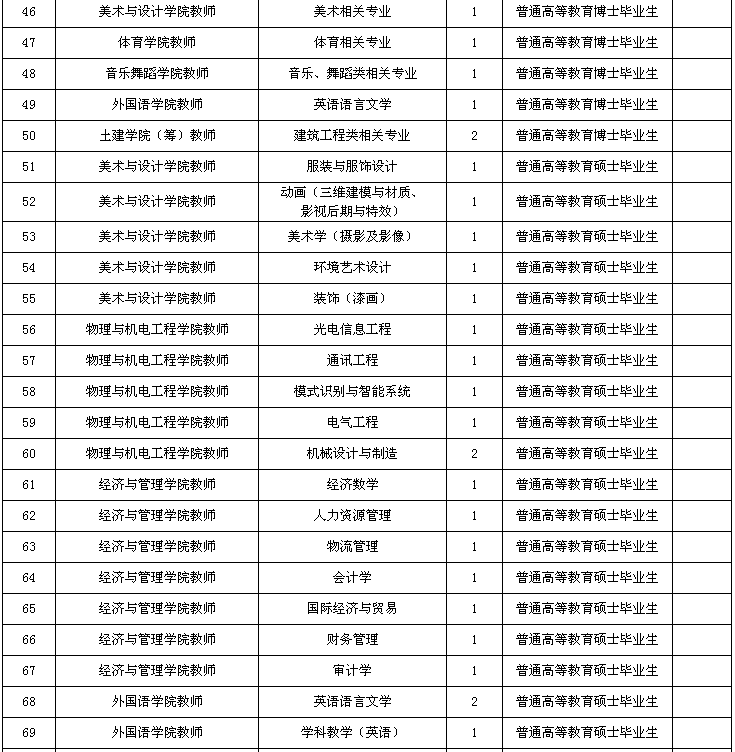 46 美术与设计学院教师 美术相关专业 1 普通高等教育博士毕业生
47 体育学院教师 体育相关专业 1 普通高等教育博士毕业生
48 音乐舞蹈学院教师 音乐、舞蹈类相关专业 1 普通高等教育博士毕业生
49 外国语学院教师 英语语言文学 1 普通高等教育博士毕业生
50 土建学院（筹）教师 建筑工程类相关专业 2 普通高等教育博士毕业生
51 美术与设计学院教师 服装与服饰设计 1 普通高等教育硕士毕业生
52 美术与设计学院教师 动画（三维建模与材质、 1 普通高等教育硕士毕业生
影视后期与特效）
53 美术与设计学院教师 美术学（摄影及影像） 1 普通高等教育硕士毕业生
54 美术与设计学院教师 环境艺术设计 1 普通高等教育硕士毕业生
55 美术与设计学院教师 装饰（漆画） 1 普通高等教育硕士毕业生
56 物理与机电工程学院教师 光电信息工程 1 普通高等教育硕士毕业生
57 物理与机电工程学院教师 通讯工程 1 普通高等教育硕士毕业生
58 物理与机电工程学院教师 模式识别与智能系统 1 普通高等教育硕士毕业生
59 物理与机电工程学院教师 电气工程 1 普通高等教育硕士毕业生
60 物理与机电工程学院教师 机械设计与制造 2 普通高等教育硕士毕业生
61 经济与管理学院教师 经济数学 1 普通高等教育硕士毕业生
62 经济与管理学院教师 人力资源管理 1 普通高等教育硕士毕业生
63 经济与管理学院教师 物流管理 1 普通高等教育硕士毕业生
64 经济与管理学院教师 会计学 1 普通高等教育硕士毕业生
65 经济与管理学院教师 国际经济与贸易 1 普通高等教育硕士毕业生
66 经济与管理学院教师 财务管理 1 普通高等教育硕士毕业生
67 经济与管理学院教师 审计学 1 普通高等教育硕士毕业生
68 外国语学院教师 英语语言文学 2 普通高等教育硕士毕业生
69 外国语学院教师 学科教学（英语） 1 普通高等教育硕士毕业生